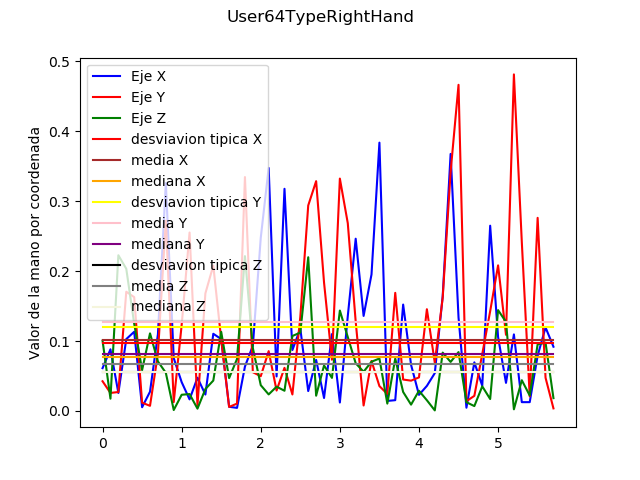 User64TypeRightHand
Valor de la mano por coordenada
0.5
0.4
0.3
0.2
0.1
0.0
Eje X
Eje Y
Eje Z
desviavion tipica X
media X
mediana X
desviavion tipica Y
media Y
mediana Y
desviavion tipica Z
media Z
mediana Z
0 1 2 3 4 5